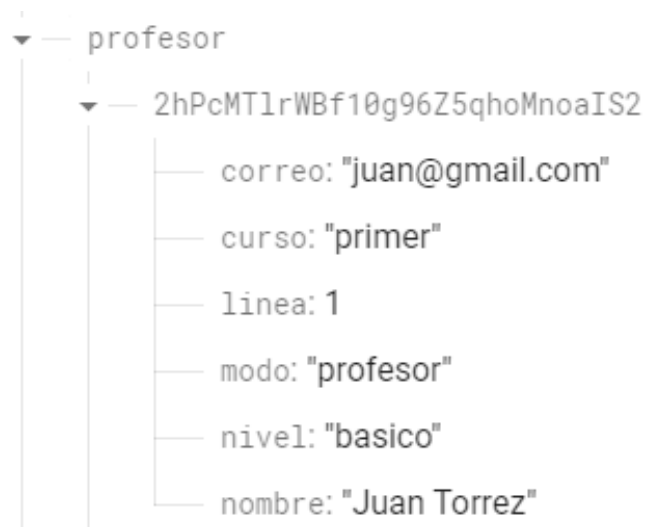 profesor
2hPcMTlrWBf10g96Z5qhoMnoaIS2
correo: "juan@gmail.com"
curso: "primer"
linea: 1
modo: "profesor"
nivel: "basico"
nombre: "Juan Torrez"